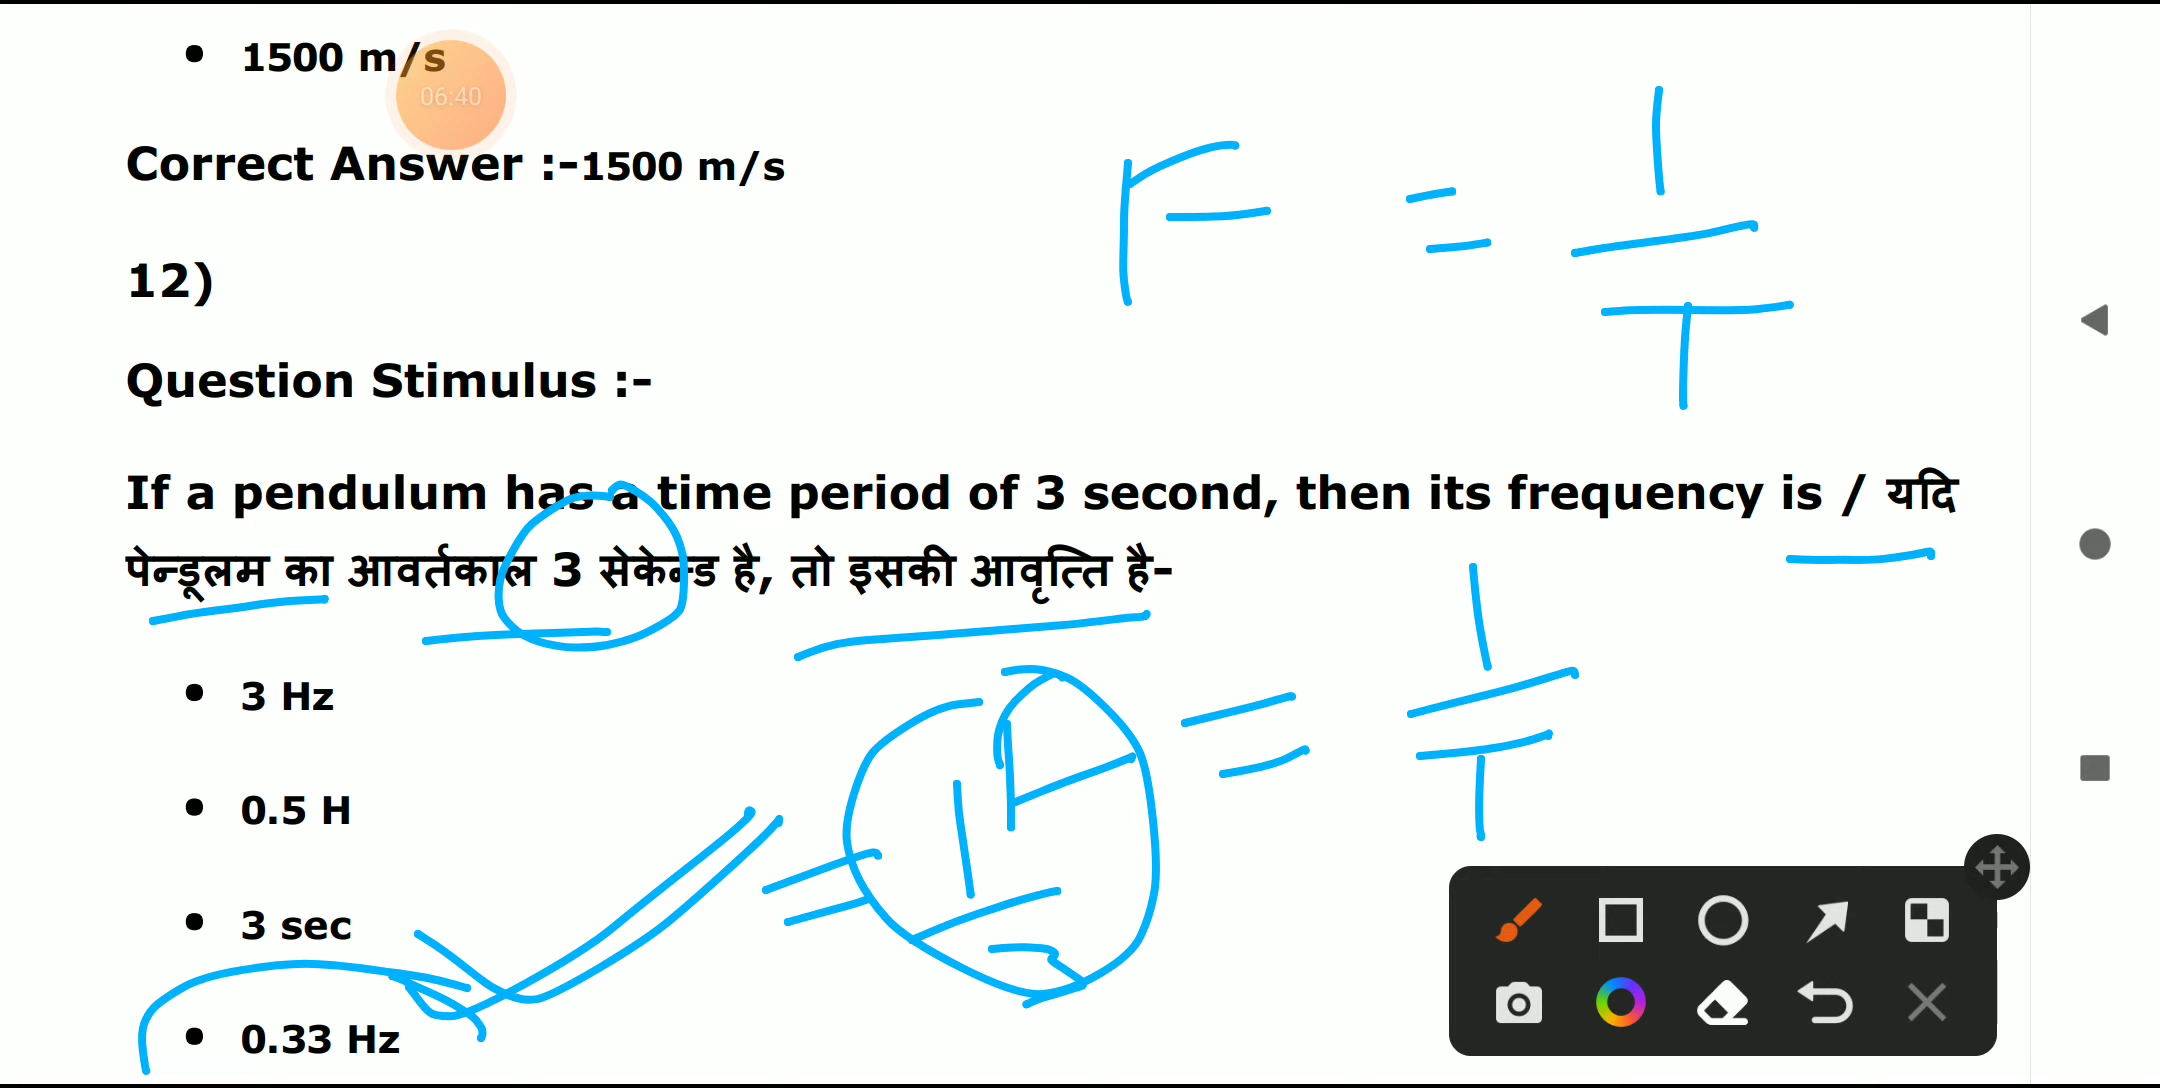 1500 m/s
06:40
Correct Answer :-1500 m/s
F = 1/T
12)
Question Stimulus :-
If a pendulum has a time period of 3 second, then its frequency is / यदि
पेन्डूलम का आवर्तकाल 3 सेकेन्ड है, तो इसकी आवृत्ति है-
3 Hz
0.5 H
3 sec
0.33 Hz
= 1/T